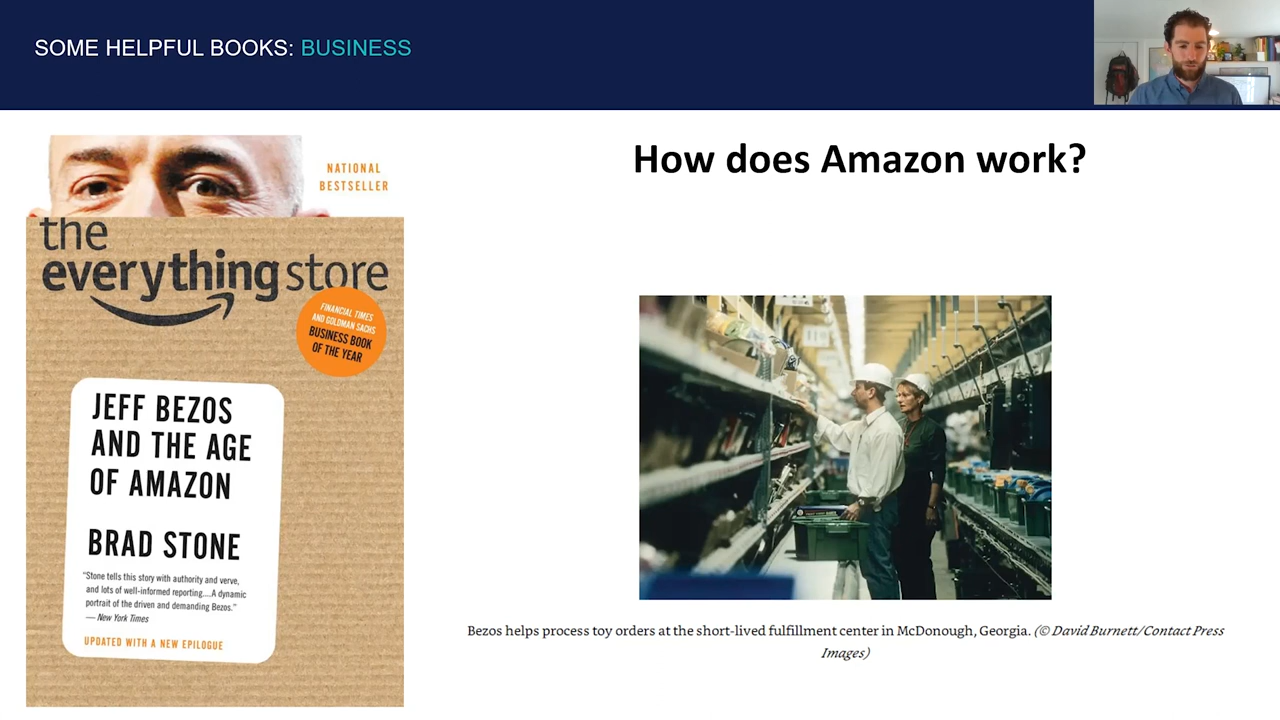 SOME HELPFUL BOOKS: BUSINESS
NATIONAL
BESTSELLER
the
everything store
FINANCIAL TIMES
AND GOLDMAN SACHS
BUSINESS BOOK
OF THE YEAR
JEFF BEZOS
AND THE AGE
OF AMAZON
BRAD STONE
"Stone tells this story with authority and verve,
and lots of well-informed reporting....A dynamic
portrait of the driven and demanding Bezos."
— New York Times
UPDATED WITH A NEW EPILOGUE
How does Amazon work?
Bezos helps process toy orders at the short-lived fulfillment center in McDonough, Georgia. (© David Burnett/Contact Press
Images)